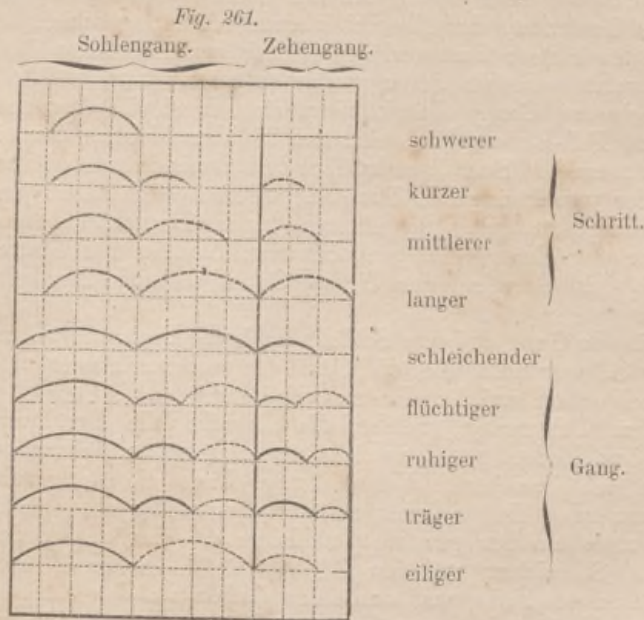 Fig. 261.
Sohlengang. Zehengang.
schwerer
kurzer
Schritt.
mittlerer
langer
schleichender
flüchtiger
ruhiger
Gang.
träger
eiliger